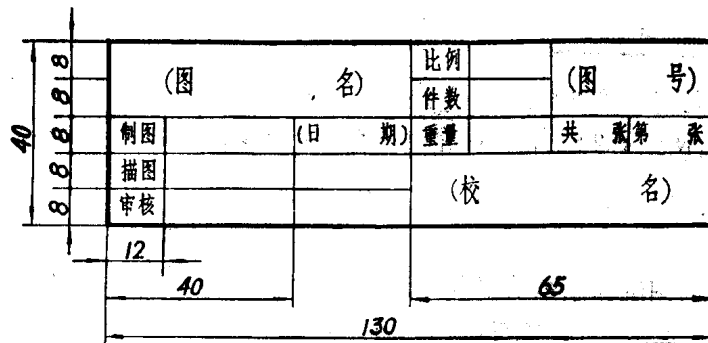 (图 名) 比例 (图 号)
件数
制图 (日 期) 重量 共 张 第 张
描图 (校 名)
审核
8
8
8
8
8
40
12
40
65
130